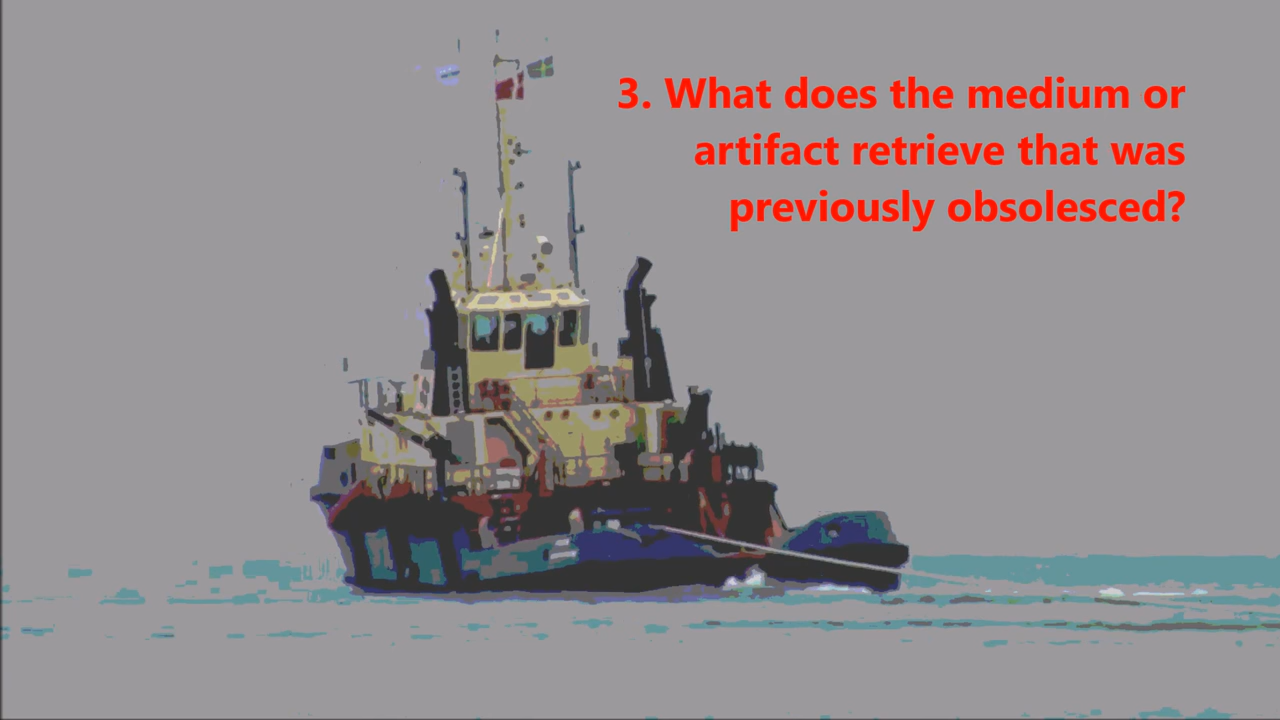 3. What does the medium or
artifact retrieve that was
previously obsolesced?